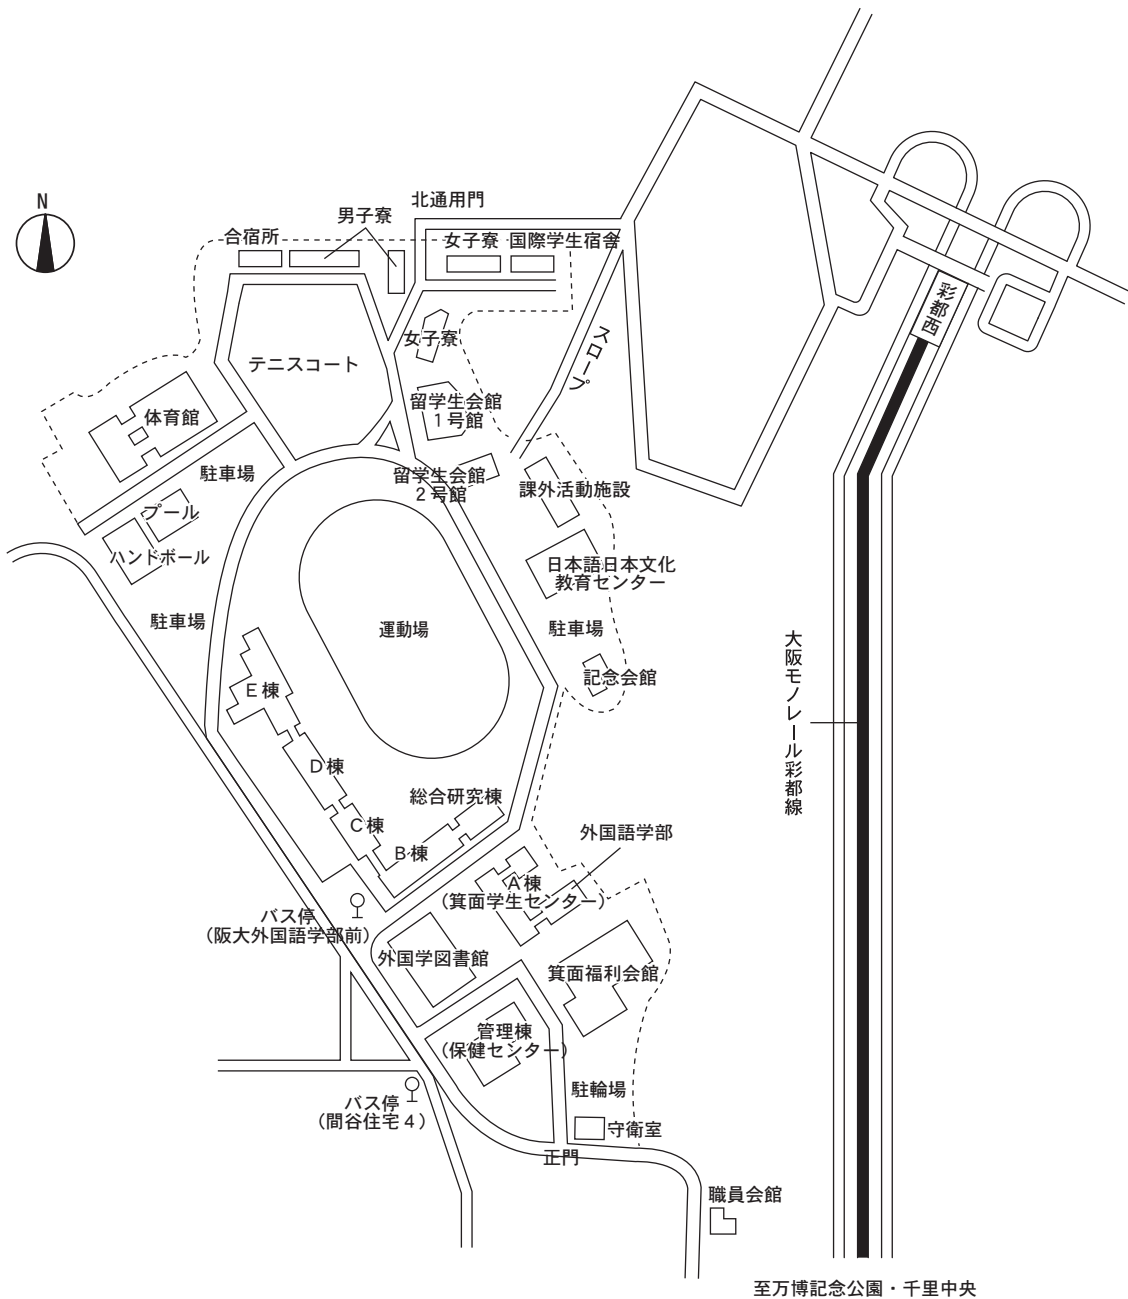 N
北通用門
男子寮
合宿所
女子寮
国際学生宿舎
彩都西
女子寮
スロープ
テニスコート
留学生会館
1号館
体育館
駐車場
留学生会館
2号館
課外活動施設
プール
ハンドボール
日本語日本文化
教育センター
駐車場
運動場
駐車場
記念会館
大阪モノレール彩都線
E棟
D棟
総合研究棟
C棟
外国語学部
B棟
A棟
(箕面学生センター)
バス停
(阪大外国語学部前)
外国学図書館
箕面福利会館
管理棟
(保健センター)
駐輪場
バス停
(間谷住宅4)
守衛室
正門
職員会館
至万博記念公園・千里中央